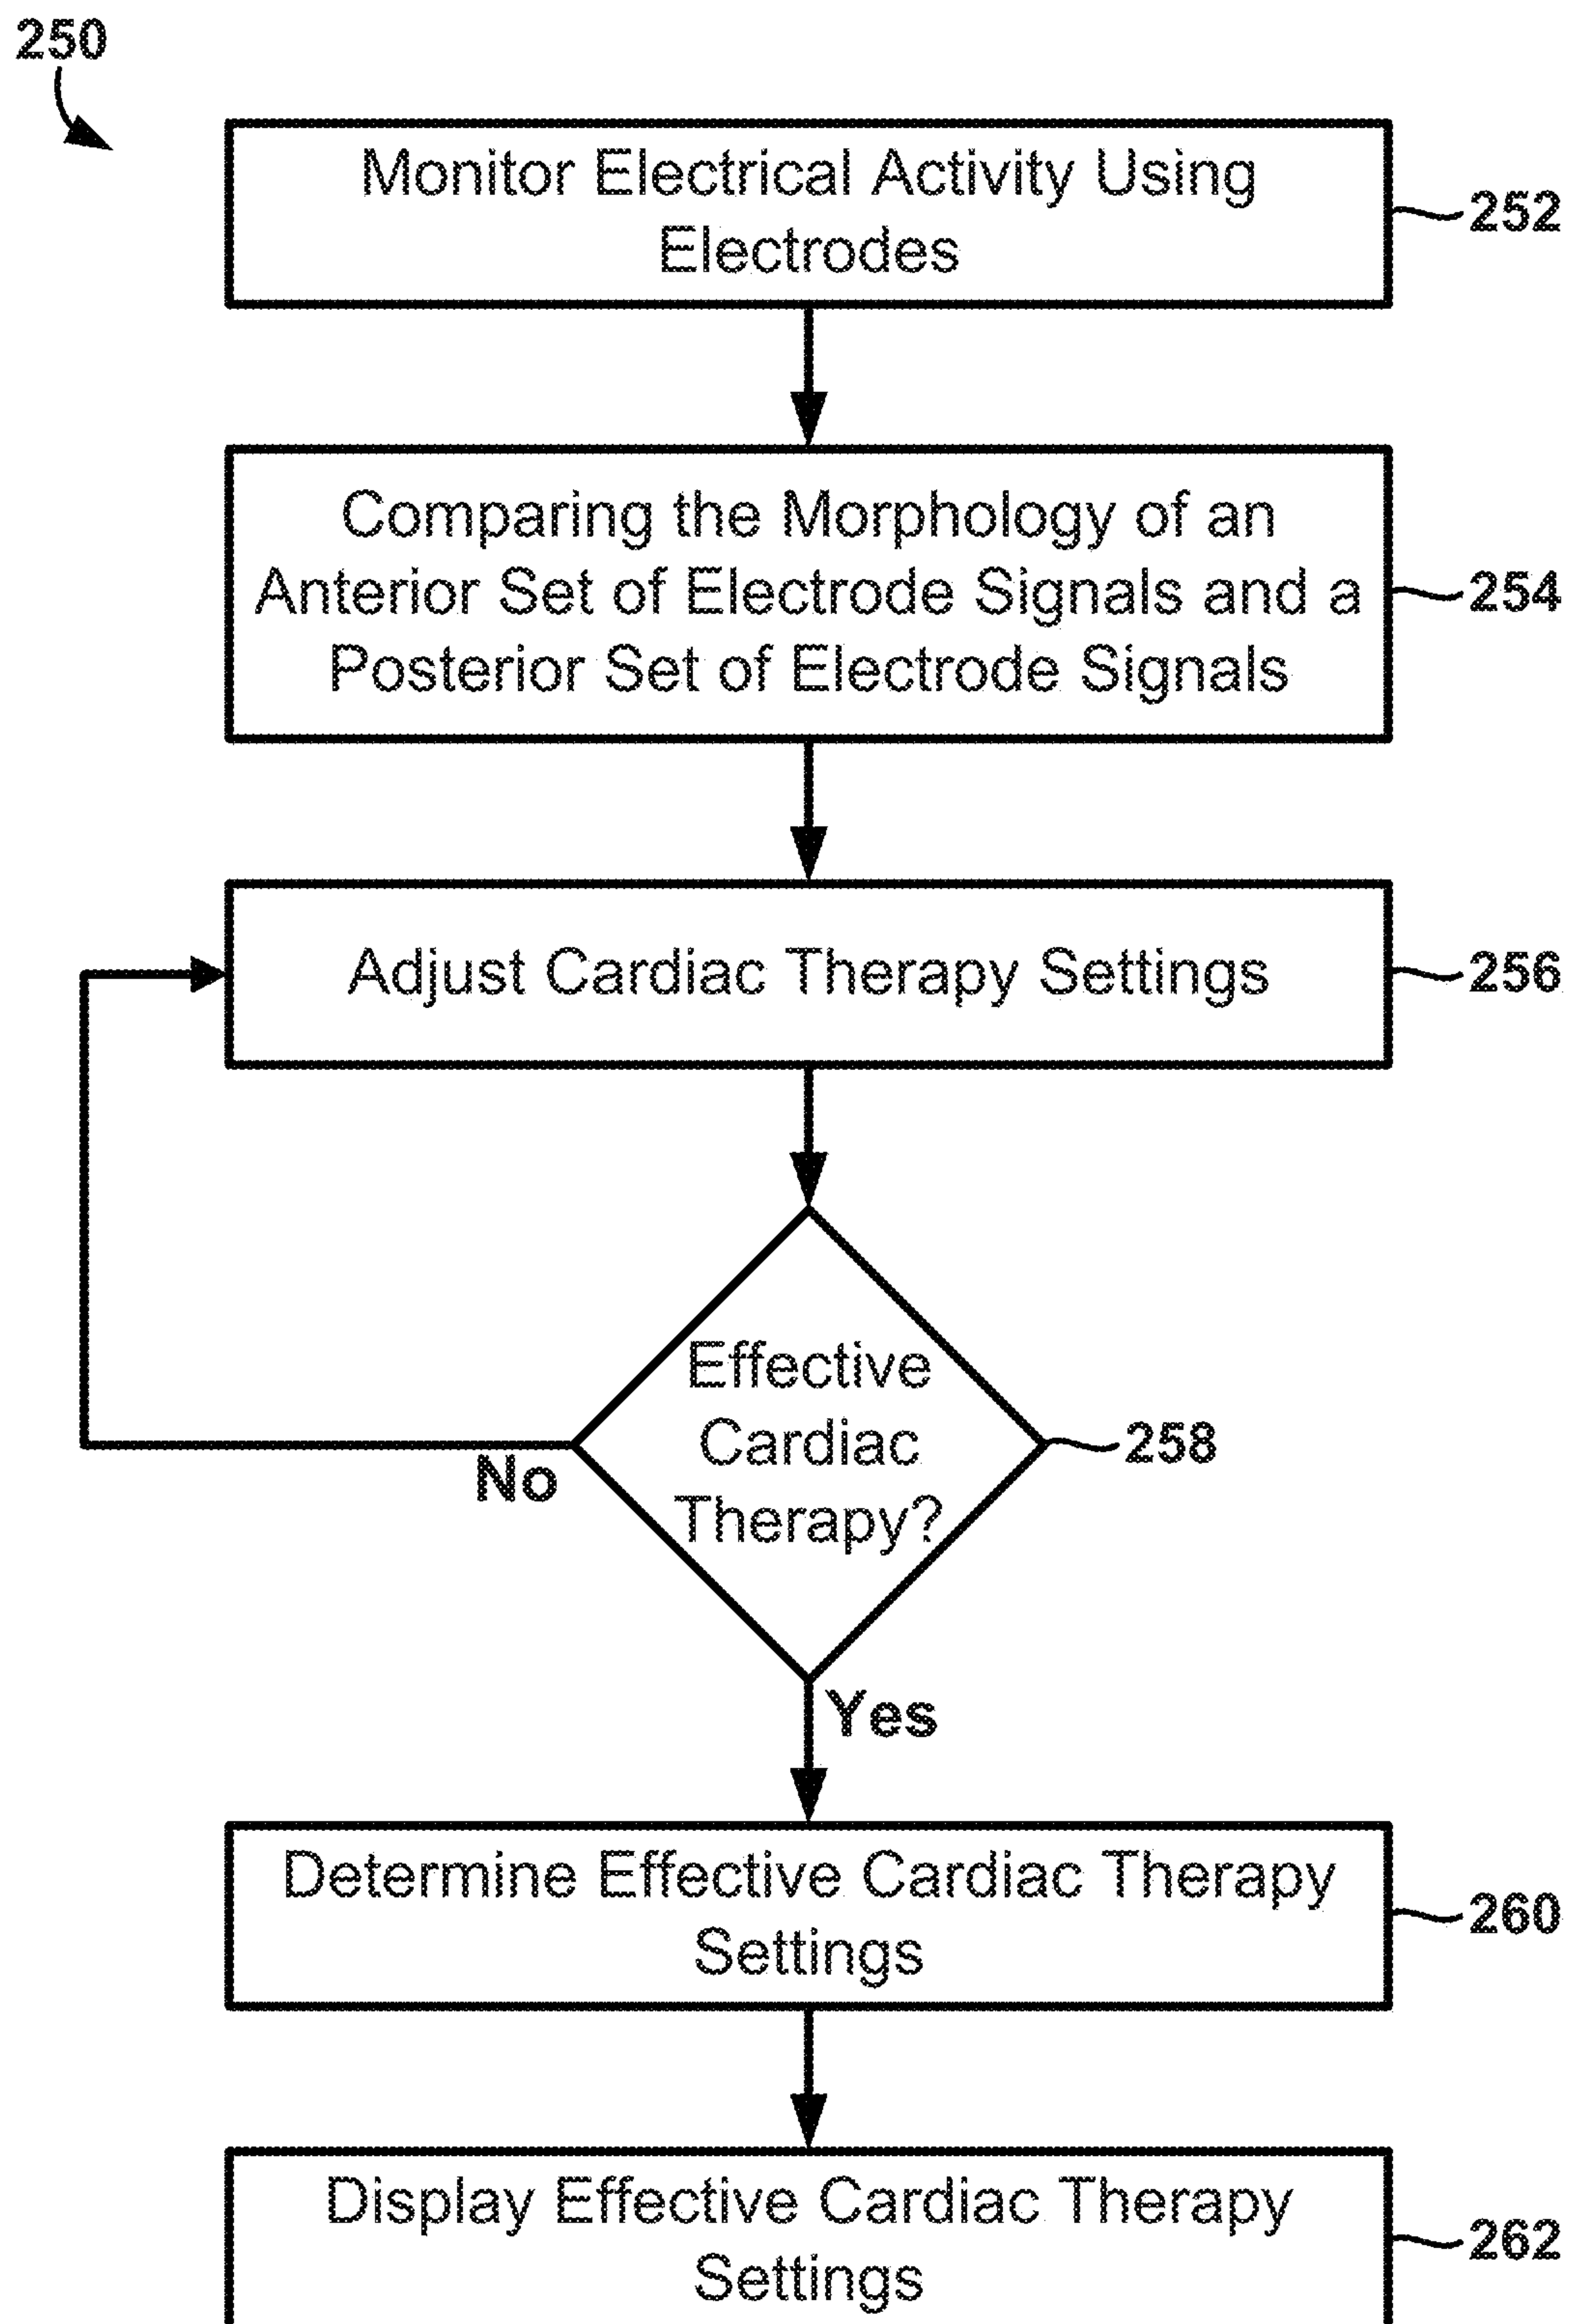 250
Monitor Electrical Activity Using
Electrodes
252
Comparing the Morphology of an
Anterior Set of Electrode Signals and a
Posterior Set of Electrode Signals
254
Adjust Cardiac Therapy Settings
256
Effective
Cardiac
Therapy?
258
No
Yes
Determine Effective Cardiac Therapy
Settings
260
Display Effective Cardiac Therapy
Settings
262